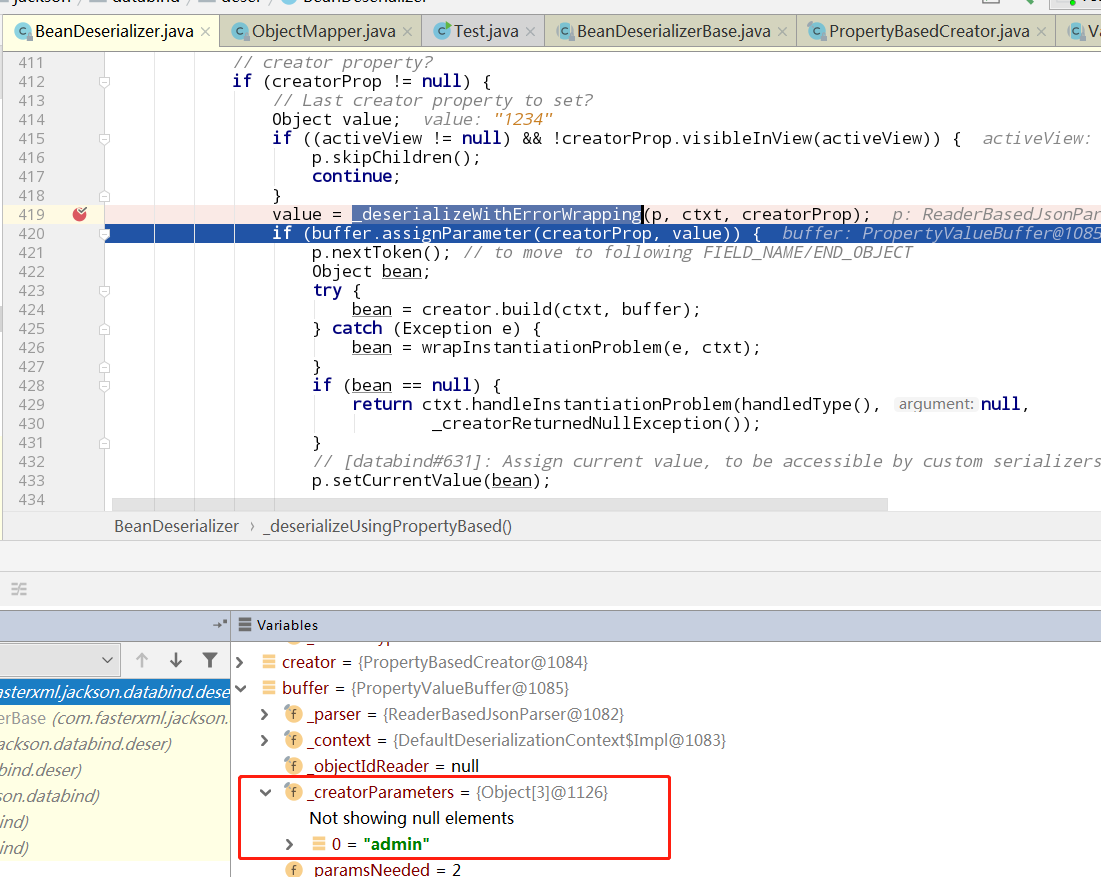 jackson databind deser BeanDeserializer
BeanDeserializer.java ObjectMapper.java Test.java BeanDeserializerBase.java PropertyBasedCreator.java
411 // creator property?
412 if (creatorProp != null) {
413 // Last creator property to set?
414 Object value; value: "1234"
415 if ((activeView != null) && !creatorProp.visibleInView(activeView)) { activeView:
416 p.skipChildren();
417 continue;
418 }
419 value = _deserializeWithErrorWrapping(p, ctxt, creatorProp); p: ReaderBasedJsonPar
420 if (buffer.assignParameter(creatorProp, value)) { buffer: PropertyValueBuffer@1085
421 p.nextToken(); // to move to following FIELD_NAME/END_OBJECT
422 Object bean;
423 try {
424 bean = creator.build(ctxt, buffer);
425 } catch (Exception e) {
426 bean = wrapInstantiationProblem(e, ctxt);
427 }
428 if (bean == null) {
429 return ctxt.handleInstantiationProblem(handledType(), argument: null,
430 _creatorReturnedNullException());
431 }
432 // [databind#631]: Assign current value, to be accessible by custom serializers
433 p.setCurrentValue(bean);
434
BeanDeserializer › _deserializeUsingPropertyBased()
Variables
creator = {PropertyBasedCreator@1084}
asterxml.jackson.databind.dese
buffer = {PropertyValueBuffer@1085}
erBase (com.fasterxml.jackson.
_parser = {ReaderBasedJsonParser@1082}
ackson.databind.deser)
_context = {DefaultDeserializationContext$Impl@1083}
bind.deser)
_objectIdReader = null
son.databind)
_creatorParameters = {Object[3]@1126}
ind)
Not showing null elements
ind)
0 = "admin"
_paramsNeeded = 2